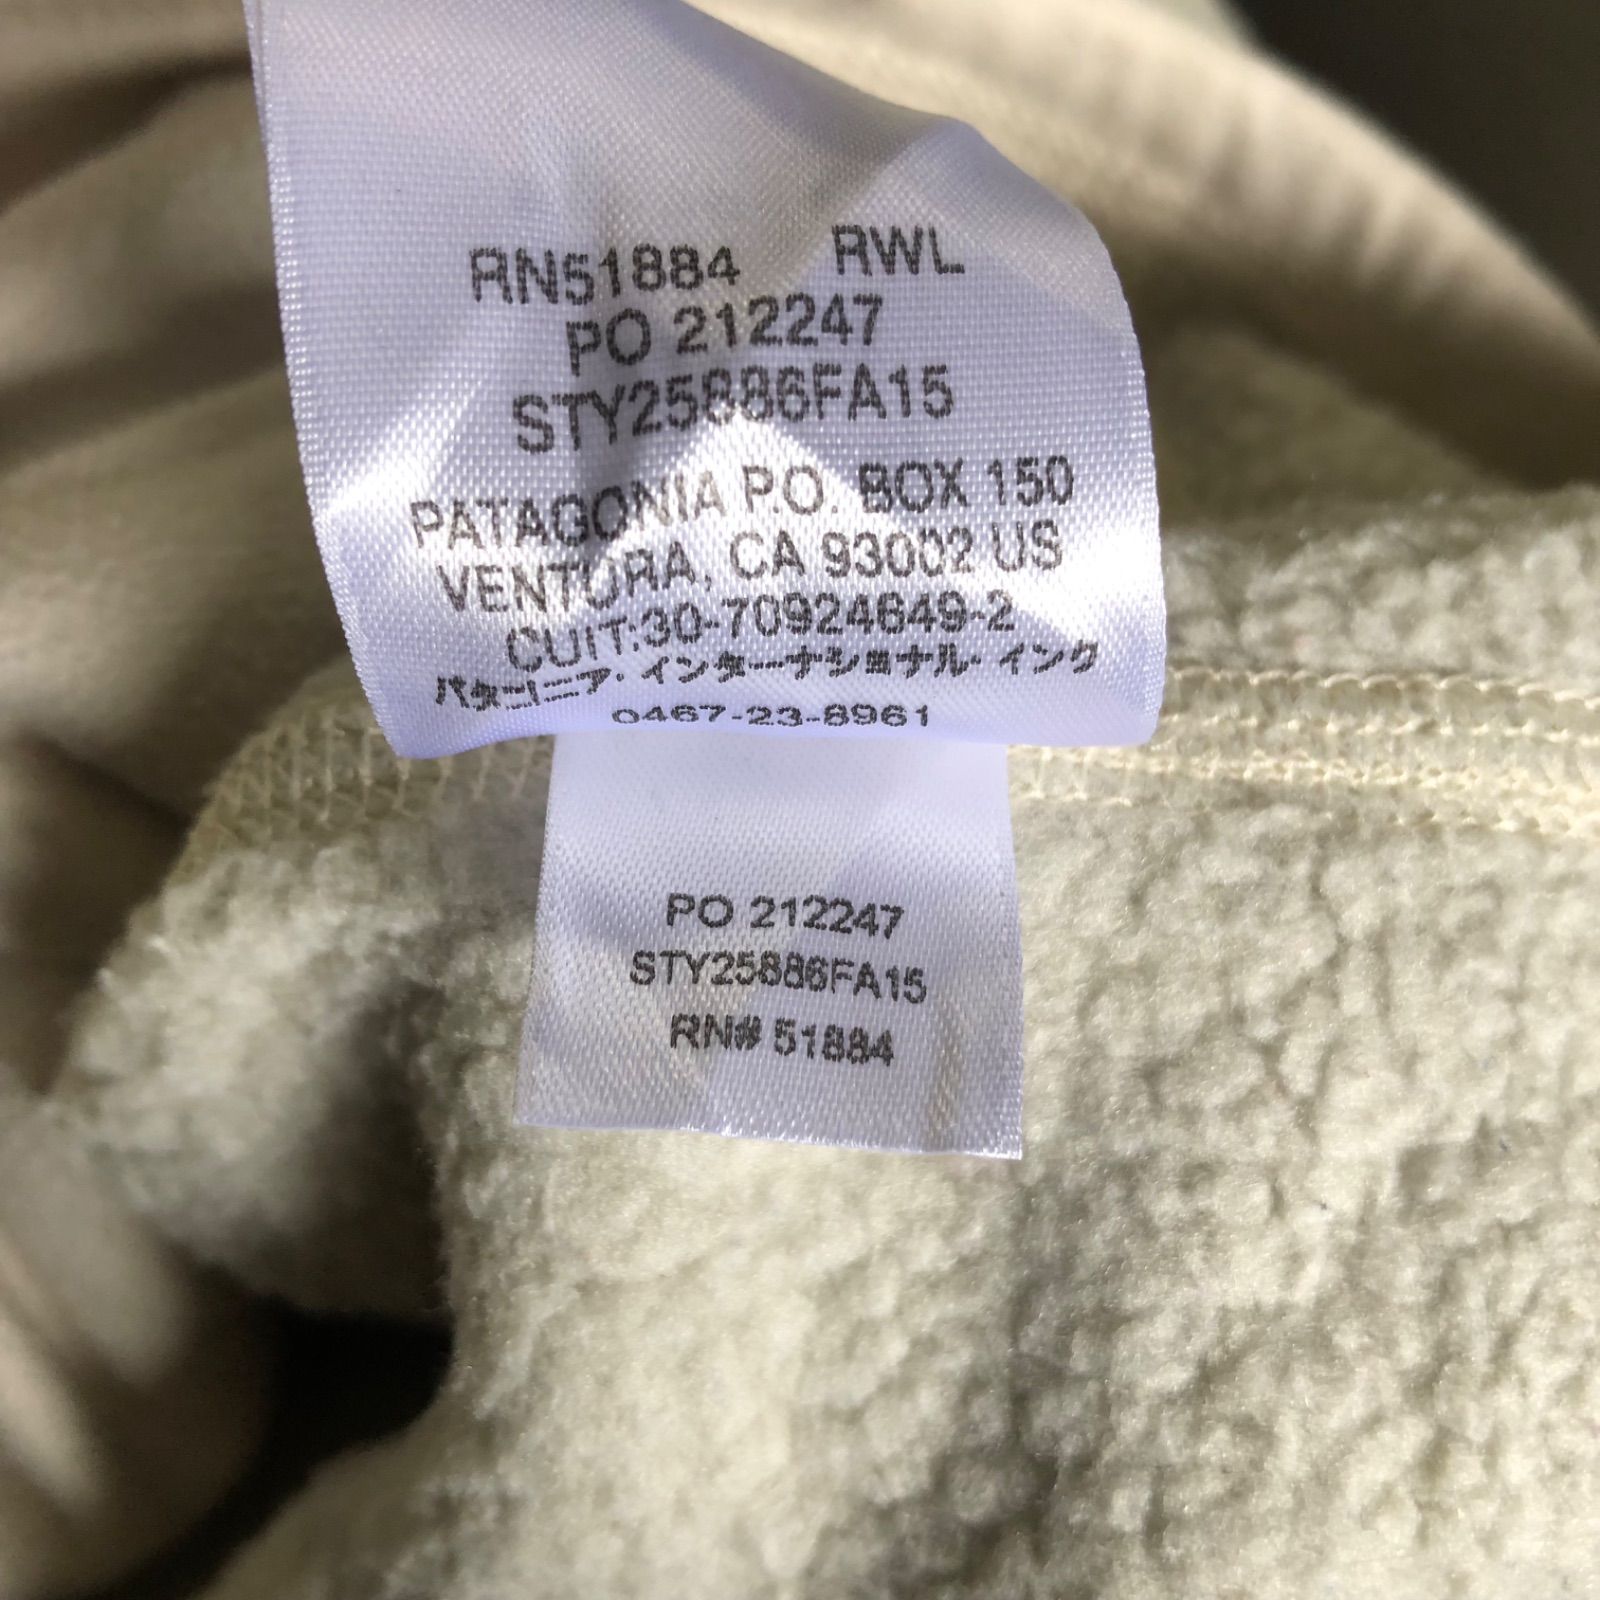 RN51884 RWL
PO 212247
STY25886FA15
PATAGONIA P.O. BOX 150
VENTURA, CA 93002 US
CUIT:30-70924649-2
パタゴニア・インターナショナル・インク
0467-23-8961
PO 212247
STY25886FA15
RN# 51884